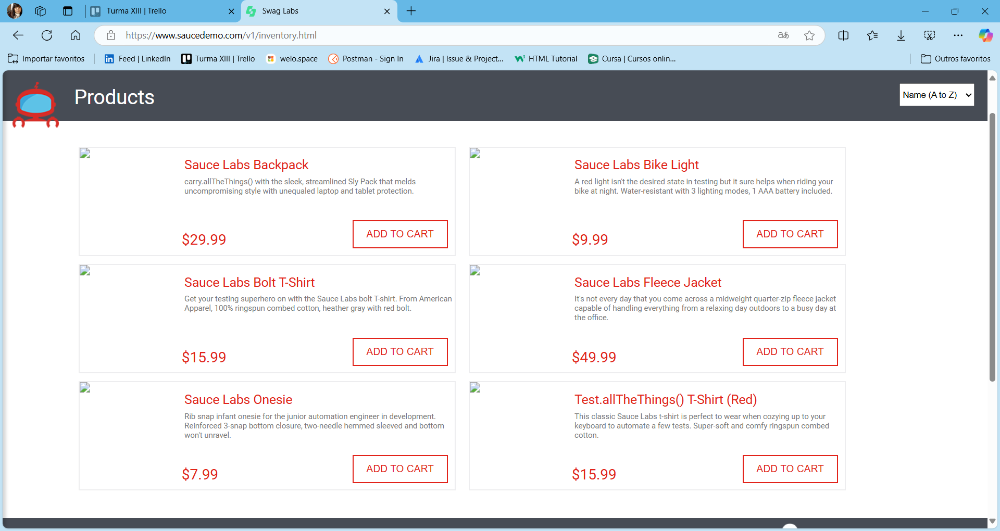 Turma XIII | Trello
Swag Labs
https://www.saucedemo.com/v1/inventory.html
aあ
Importar favoritos
Feed | LinkedIn
Turma XIII | Trello
welo.space
Postman - Sign In
Jira | Issue & Project...
HTML Tutorial
Cursa | Cursos onlin...
Outros favoritos
Products
Name (A to Z)
Sauce Labs Backpack
carry.allTheThings() with the sleek, streamlined Sly Pack that melds
uncompromising style with unequaled laptop and tablet protection.
$29.99
ADD TO CART
Sauce Labs Bike Light
A red light isn't the desired state in testing but it sure helps when riding your
bike at night. Water-resistant with 3 lighting modes, 1 AAA battery included.
$9.99
ADD TO CART
Sauce Labs Bolt T-Shirt
Get your testing superhero on with the Sauce Labs bolt T-shirt. From American
Apparel, 100% ringspun combed cotton, heather gray with red bolt.
$15.99
ADD TO CART
Sauce Labs Fleece Jacket
It's not every day that you come across a midweight quarter-zip fleece jacket
capable of handling everything from a relaxing day outdoors to a busy day at
the office.
$49.99
ADD TO CART
Sauce Labs Onesie
Rib snap infant onesie for the junior automation engineer in development.
Reinforced 3-snap bottom closure, two-needle hemmed sleeved and bottom
won't unravel.
$7.99
ADD TO CART
Test.allTheThings() T-Shirt (Red)
This classic Sauce Labs t-shirt is perfect to wear when cozying up to your
keyboard to automate a few tests. Super-soft and comfy ringspun combed
cotton.
$15.99
ADD TO CART